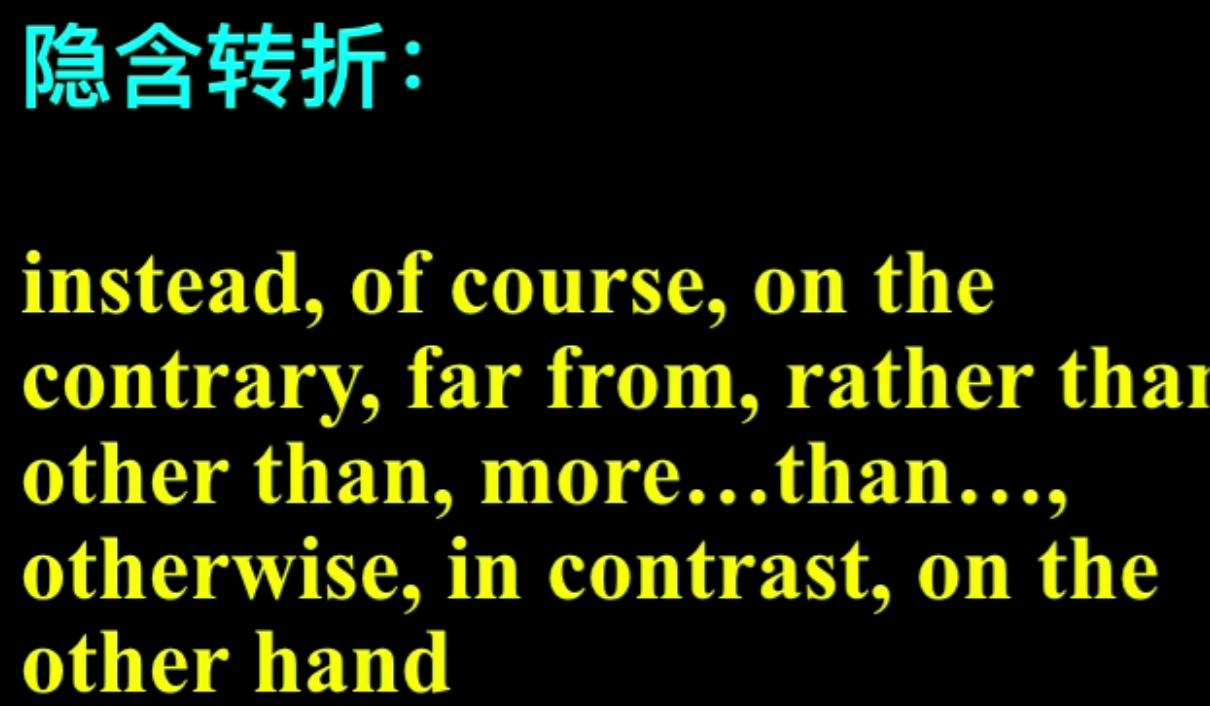 隐含转折：
instead, of course, on the
contrary, far from, rather than
other than, more…than…,
otherwise, in contrast, on the
other hand